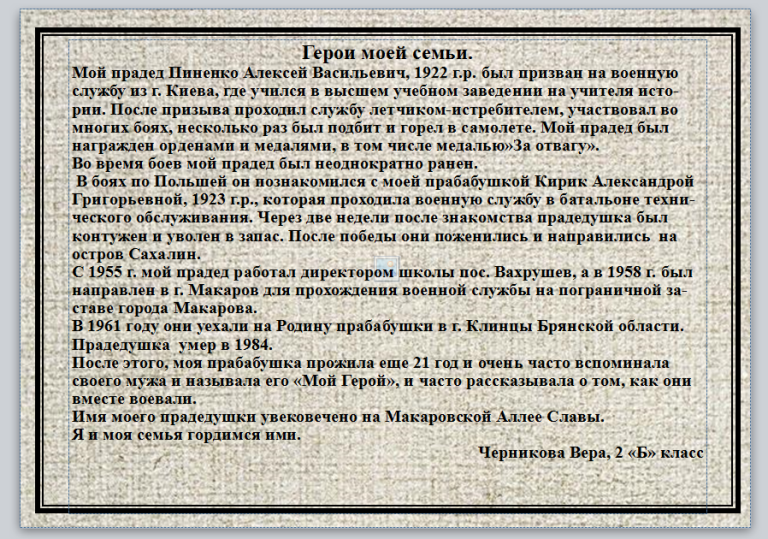 Герои моей семьи.
Мой прадед Пиненко Алексей Васильевич, 1922 г.р. был призван на военную
службу из г. Киева, где учился в высшем учебном заведении на учителя исто-
рии. После призыва проходил службу летчиком-истребителем, участвовал во
многих боях, несколько раз был подбит и горел в самолете. Мой прадед был
награжден орденами и медалями, в том числе медалью»За отвагу».
Во время боев мой прадед был неоднократно ранен.
В боях по Польшей он познакомился с моей прабабушкой Кирик Александрой
Григорьевной, 1923 г.р., которая проходила военную службу в батальоне техни-
ческого обслуживания. Через две недели после знакомства прадедушка был
контужен и уволен в запас. После победы они поженились и направились  на
остров Сахалин.
С 1955 г. мой прадед работал директором школы пос. Вахрушев, а в 1958 г. был
направлен в г. Макаров для прохождения военной службы на пограничной за-
ставе города Макарова.
В 1961 году они уехали на Родину прабабушки в г. Клинцы Брянской области.
Прадедушка  умер в 1984.
После этого, моя прабабушка прожила еше 21 год и очень часто вспоминала
своего мужа и называла его «Мой Герой», и часто рассказывала о том, как они
вместе воевали.
Имя моего прадедушки увековечено на Макаровской Аллее Славы.
Я и моя семья гордимся ими.
Черникова Вера, 2 «Б» класс